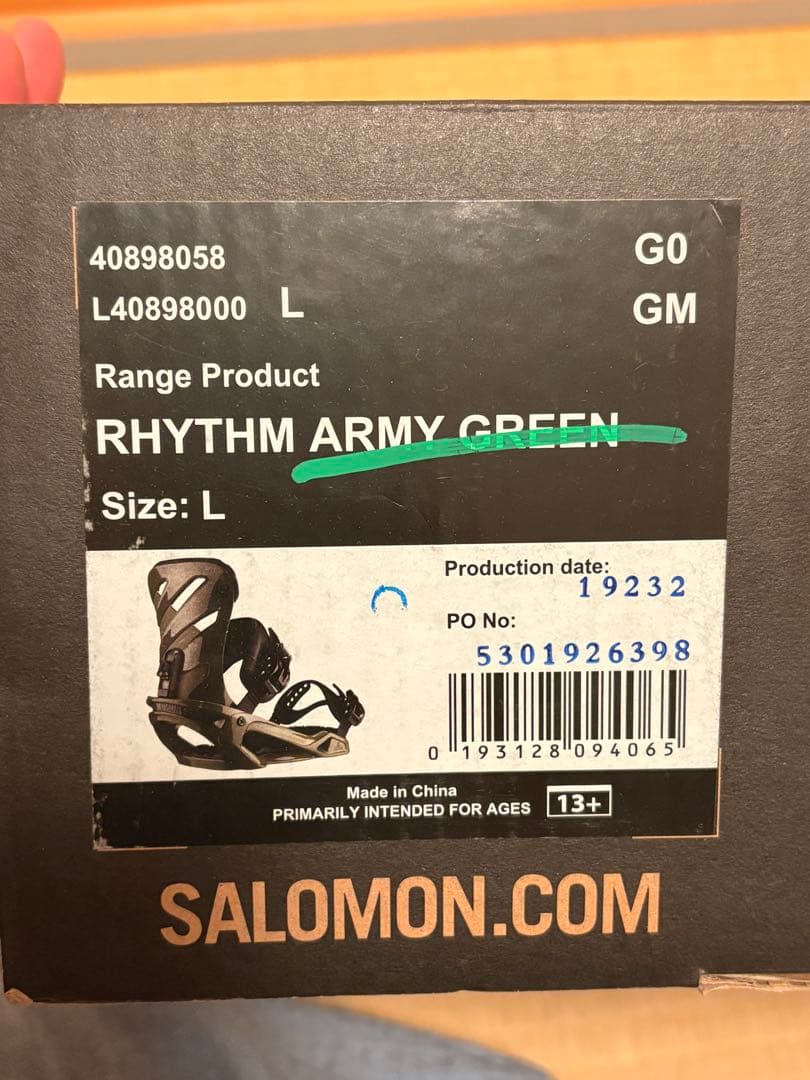 40898058 G0
L40898000 L GM
Range Product
RHYTHM ARMY GREEN
Size: L
Production date:
19232
PO No:
5301926398
0 193128 094065
Made in China
PRIMARILY INTENDED FOR AGES 13+
SALOMON.COM